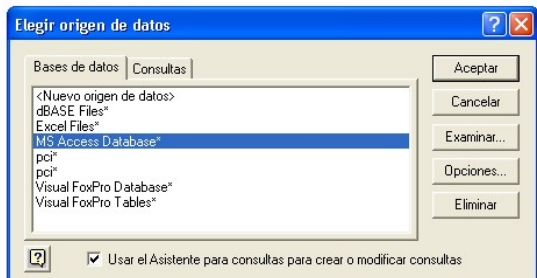 Elegir origen de datos
Bases de datos Consultas
<Nuevo origen de datos>
dBASE Files*
Excel Files*
MS Access Database*
pci*
pci*
Visual FoxPro Database*
Visual FoxPro Tables*
Aceptar
Cancelar
Examinar...
Opciones...
Eliminar
Usar el Asistente para consultas para crear o modificar consultas